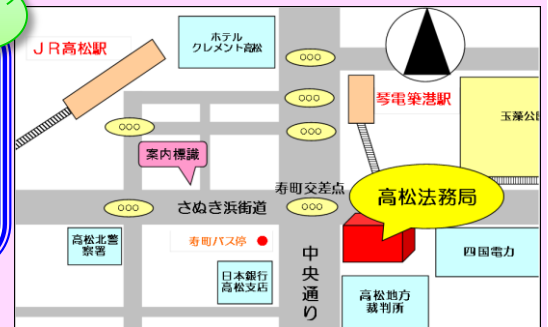 ホテル
クレメント高松
JR高松駅
○○○
○○○
琴電築港駅
玉藻公
○○○
○○○
案内標識
寿町交差点
高松法務局
○○○
さぬき浜街道
○○○
高松北警
察署
寿町バス停
中央通り
四国電力
日本銀行
高松支店
高松地方
裁判所